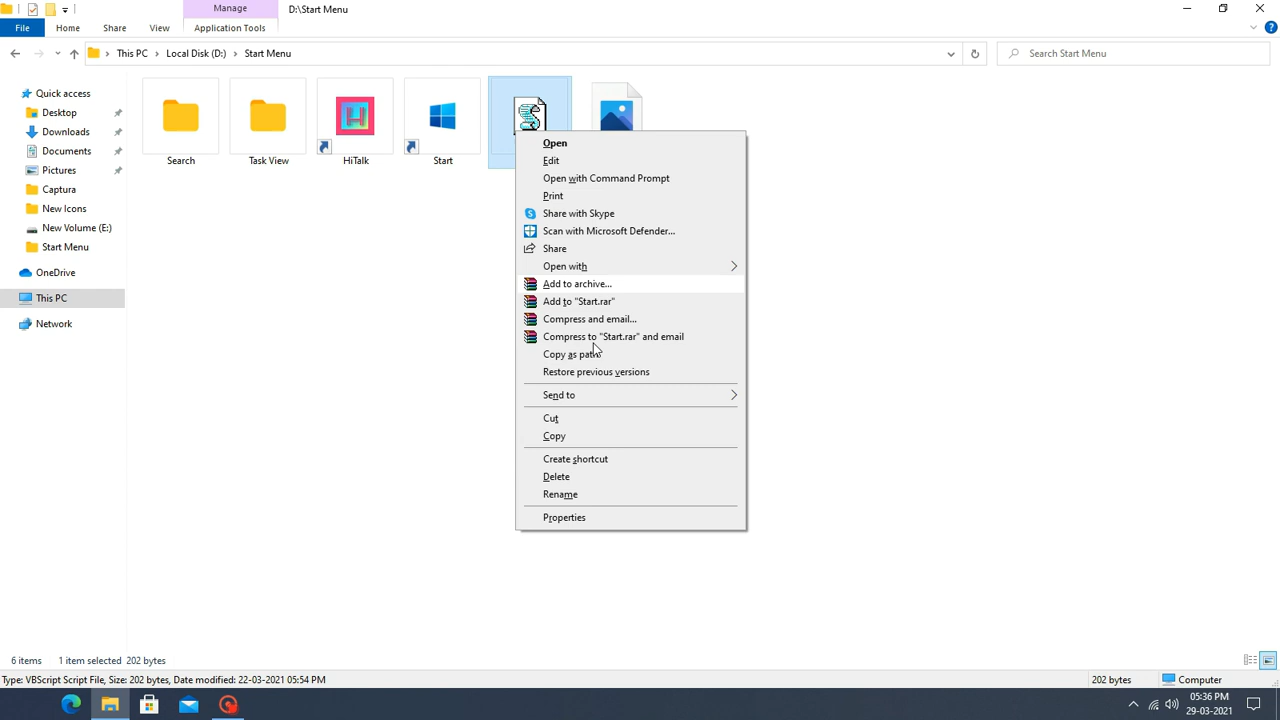 Manage
D:\Start Menu
File
Home
Share
View
Application Tools
This PC
Local Disk (D:)
Start Menu
Search Start Menu
Quick access
Desktop
Downloads
Documents
Pictures
Captura
New Icons
New Volume (E:)
Start Menu
OneDrive
This PC
Network
Search
Task View
HiTalk
Start
Open
Edit
Open with Command Prompt
Print
Share with Skype
Scan with Microsoft Defender...
Share
Open with
Add to archive...
Add to "Start.rar"
Compress and email...
Compress to "Start.rar" and email
Copy as path
Restore previous versions
Send to
Cut
Copy
Create shortcut
Delete
Rename
Properties
6 items
1 item selected
202 bytes
Type: VBScript Script File, Size: 202 bytes, Date modified: 22-03-2021 05:54 PM
202 bytes
Computer
05:36 PM
29-03-2021